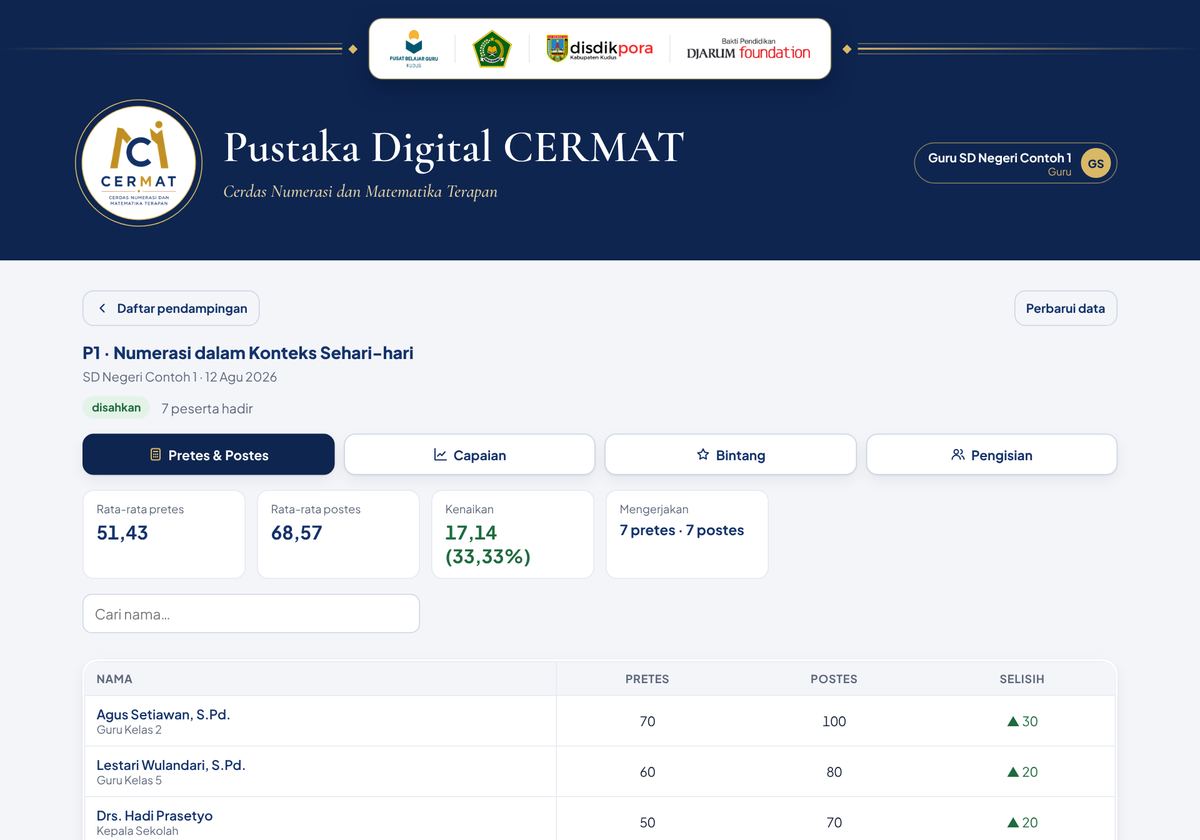 PUSAT BELAJAR GURU
KUDUS
disdikpora
Kabupaten Kudus
Bakti Pendidikan
DJARUM foundation
CERMAT
CERDAS NUMERASI DAN
MATEMATIKA TERAPAN
Pustaka Digital CERMAT
Cerdas Numerasi dan Matematika Terapan
Guru SD Negeri Contoh 1
Guru
GS
Daftar pendampingan
Perbarui data
P1 · Numerasi dalam Konteks Sehari-hari
SD Negeri Contoh 1 · 12 Agu 2026
disahkan 7 peserta hadir
Pretes & Postes Capaian Bintang Pengisian
Rata-rata pretes
51,43
Rata-rata postes
68,57
Kenaikan
17,14
(33,33%)
Mengerjakan
7 pretes · 7 postes
Cari nama...
NAMA PRETES POSTES SELISIH
Agus Setiawan, S.Pd.
Guru Kelas 2
70 100 ▲ 30
Lestari Wulandari, S.Pd.
Guru Kelas 5
60 80 ▲ 20
Drs. Hadi Prasetyo
Kepala Sekolah
50 70 ▲ 20